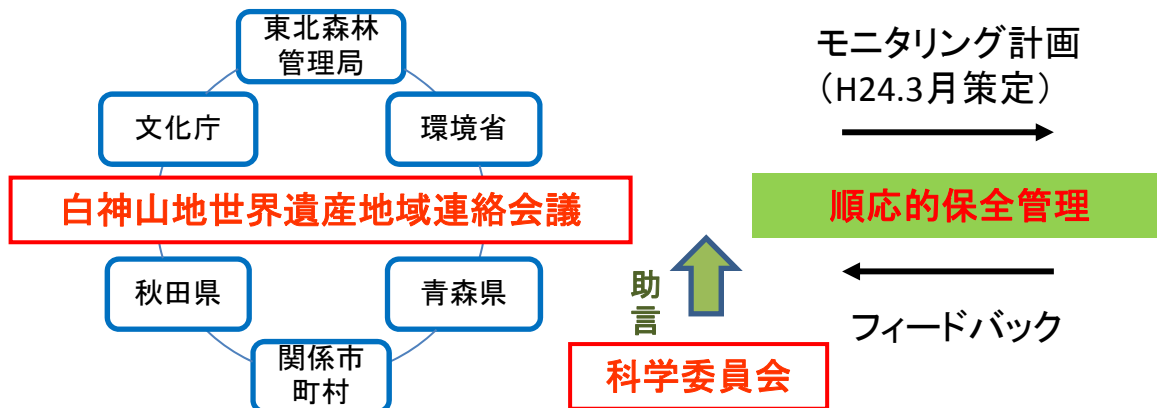 東北森林
管理局
文化庁
環境省
白神山地世界遺産地域連絡会議
秋田県
青森県
関係市
町村
助
言
科学委員会
モニタリング計画
（H24.3月策定）
順応的保全管理
フィードバック